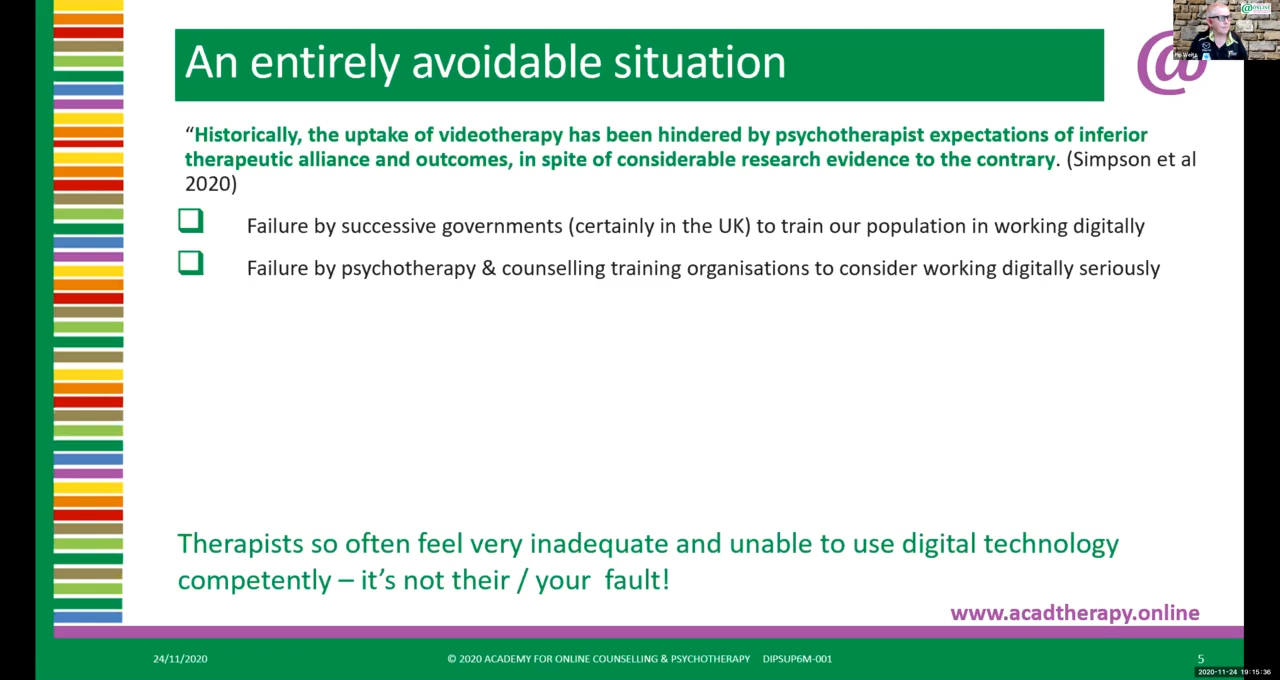 An entirely avoidable situation
@ONLINE
@
“Historically, the uptake of videotherapy has been hindered by psychotherapist expectations of inferior
therapeutic alliance and outcomes, in spite of considerable research evidence to the contrary. (Simpson et al
2020)
Failure by successive governments (certainly in the UK) to train our population in working digitally
Failure by psychotherapy & counselling training organisations to consider working digitally seriously
Therapists so often feel very inadequate and unable to use digital technology
competently – it’s not their / your  fault!
www.acadtherapy.online
24/11/2020
© 2020 ACADEMY FOR ONLINE COUNSELLING & PSYCHOTHERAPY DIPSUP6M-001
5
2020-11-24 19:15:36